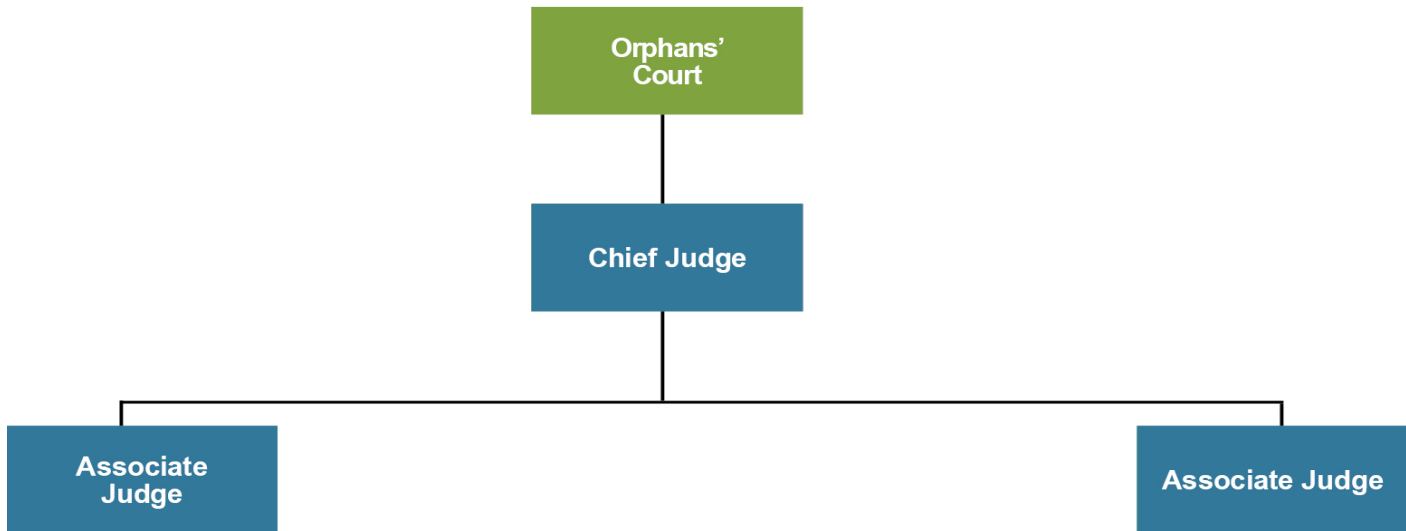 Orphans’
Court
Chief Judge
Associate
Judge
Associate Judge